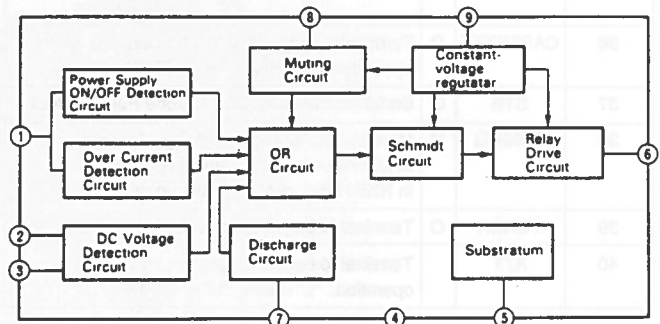 8
9
Muting
Circuit
Constant-
voltage
regutatar
Power Supply
ON/OFF Detection
Circuit
1
Over Current
Detection
Circuit
OR
Circuit
Schmidt
Circuit
Relay
Drive
Circuit
6
2
3
DC Voltage
Detection
Circuit
Discharge
Circuit
Substratum
7
4
5